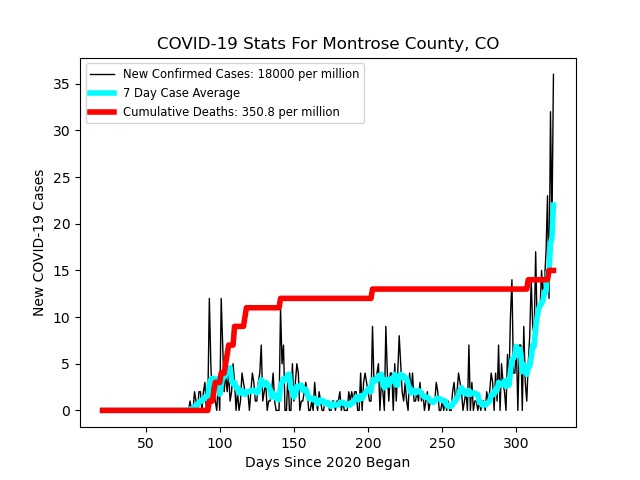 COVID-19 Stats For Montrose County, CO
New Confirmed Cases: 18000 per million
7 Day Case Average
Cumulative Deaths: 350.8 per million
New COVID-19 Cases
35
30
25
20
15
10
5
0
50 100 150 200 250 300
Days Since 2020 Began